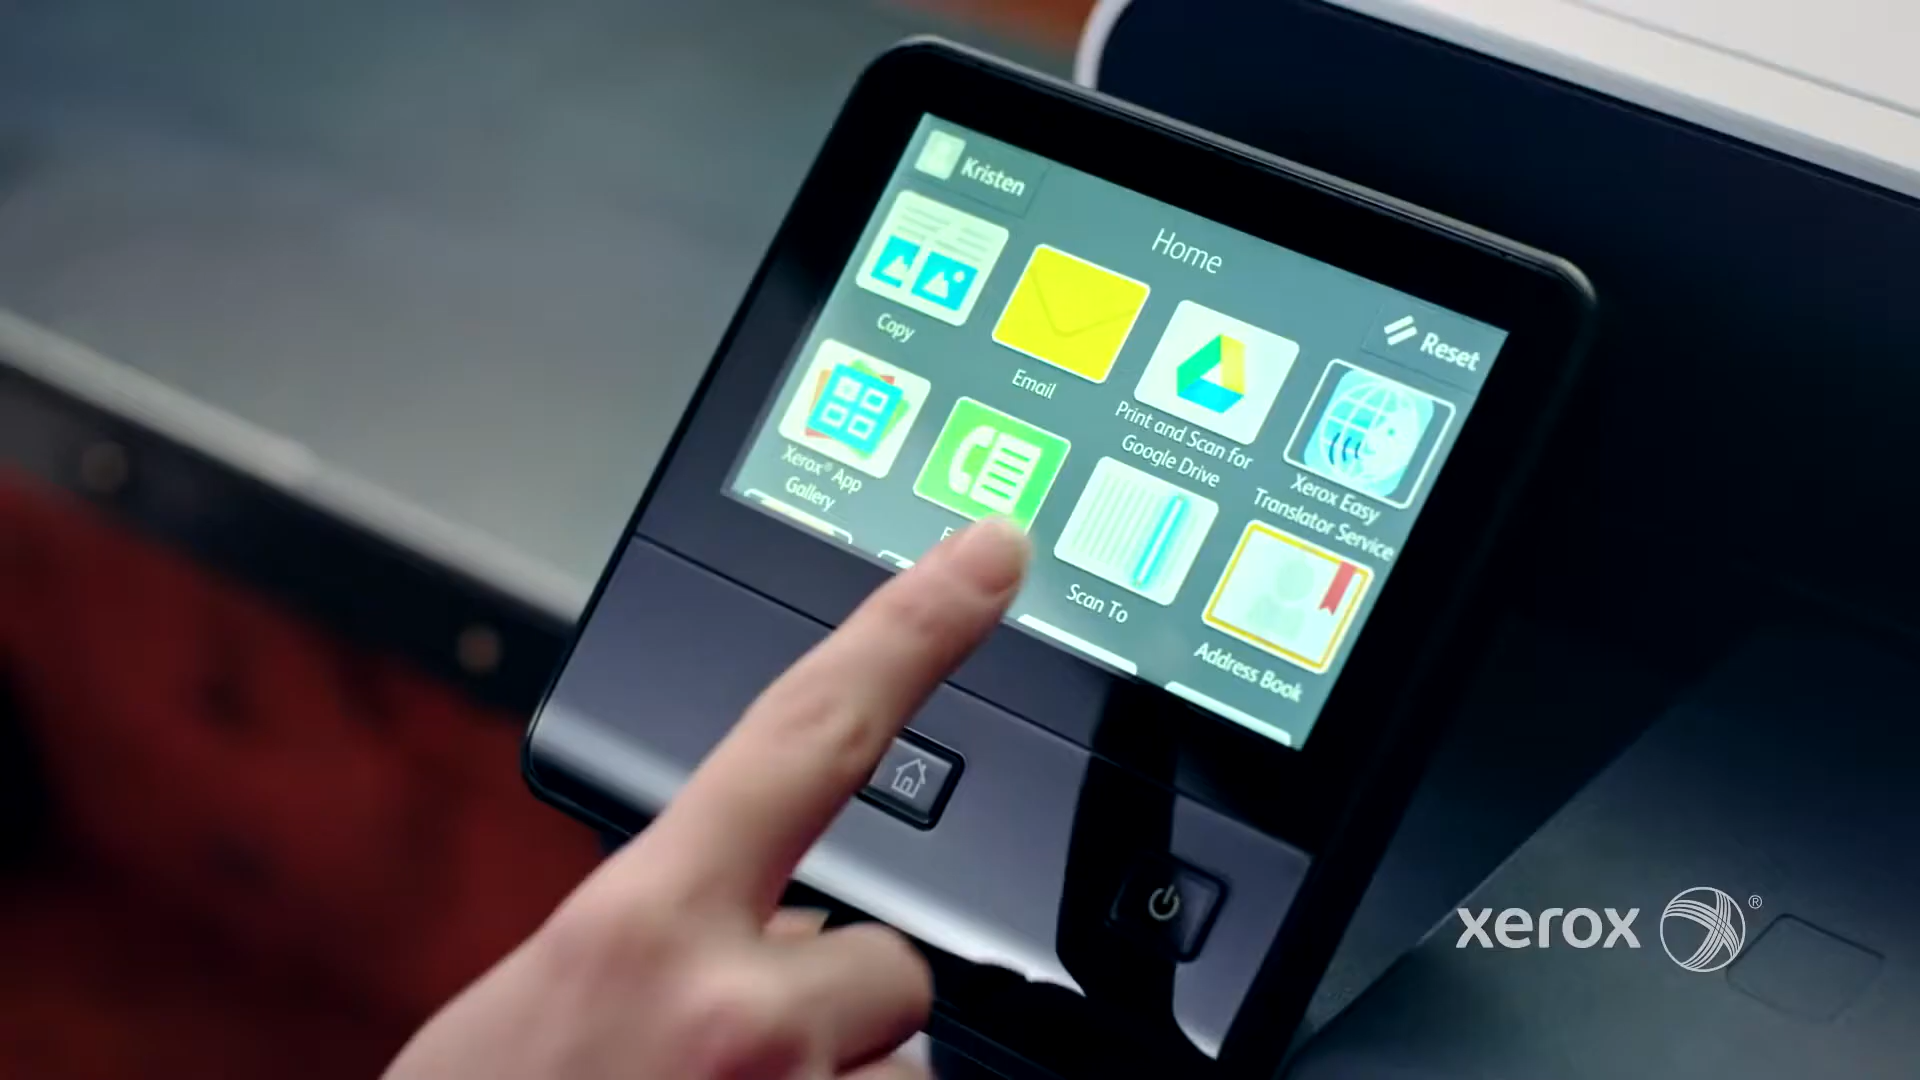 Kristen
Home
Reset
Copy
Email
Print and Scan for
Google Drive
Xerox Easy
Translator Service
Xerox® App
Gallery
Scan To
Address Book
xerox ®